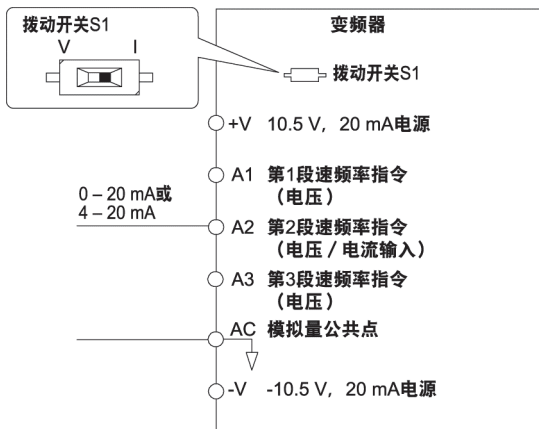 拨动开关S1
V I
变频器
拨动开关S1
+V 10.5 V, 20 mA电源
A1 第1段速频率指令
（电压）
0 – 20 mA或
4 – 20 mA
A2 第2段速频率指令
（电压 / 电流输入）
A3 第3段速频率指令
（电压）
AC 模拟量公共点
-V -10.5 V, 20 mA电源